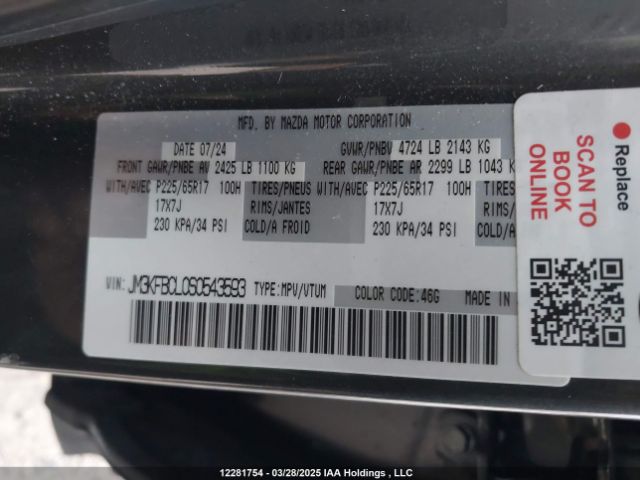 MFD. BY MAZDA MOTOR CORPORATION
DATE 07/24 GVWR/PNBV 4724 LB 2143 KG
FRONT GAWR/PNBE AV 2425 LB 1100 KG REAR GAWR/PNBE AR 2299 LB 1043 K
WITH/AVEC P225/65R17 100H TIRES/PNEUS WITH/AVEC P225/65R17 100H TIRES
17X7J RIMS/JANTES 17X7J RIMS/
230 KPA/34 PSI COLD/A FROID 230 KPA/34 PSI COLD/
VIN: JM3KFBCL0S0543593 TYPE:MPV/VTUM COLOR CODE:46G MADE IN
SCAN TO
BOOK
ONLINE
Replace
12281754 - 03/28/2025 IAA Holdings , LLC